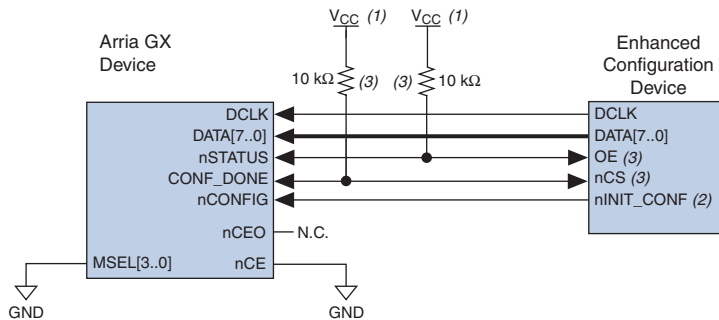 VCC (1)
VCC (1)
Arria GX
Device
Enhanced
Configuration
Device
10 kΩ
(3)
(3)
10 kΩ
DCLK
DCLK
DATA[7..0]
DATA[7..0]
nSTATUS
OE (3)
CONF_DONE
nCS (3)
nCONFIG
nINIT_CONF (2)
nCEO
N.C.
MSEL[3..0]
nCE
GND
GND